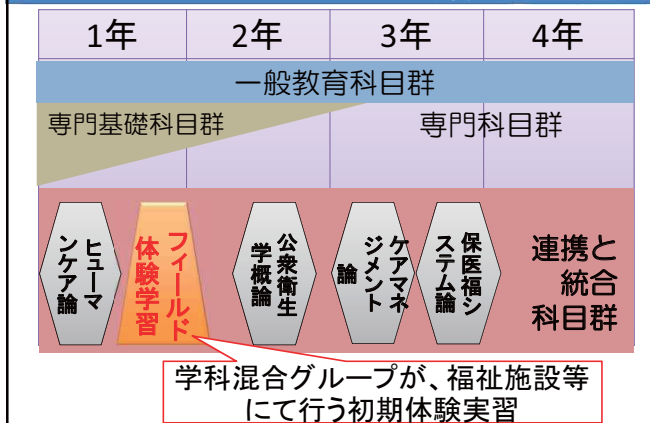 1年
2年
3年
4年
一般教育科目群
専門基礎科目群
専門科目群
ヒューマ
ンケア論
フィールド
体験学習
公衆衛生
学概論
ケアマネ
ジメント
論
保医福シ
ステム論
連携と
統合
科目群
学科混合グループが、福祉施設等
にて行う初期体験実習